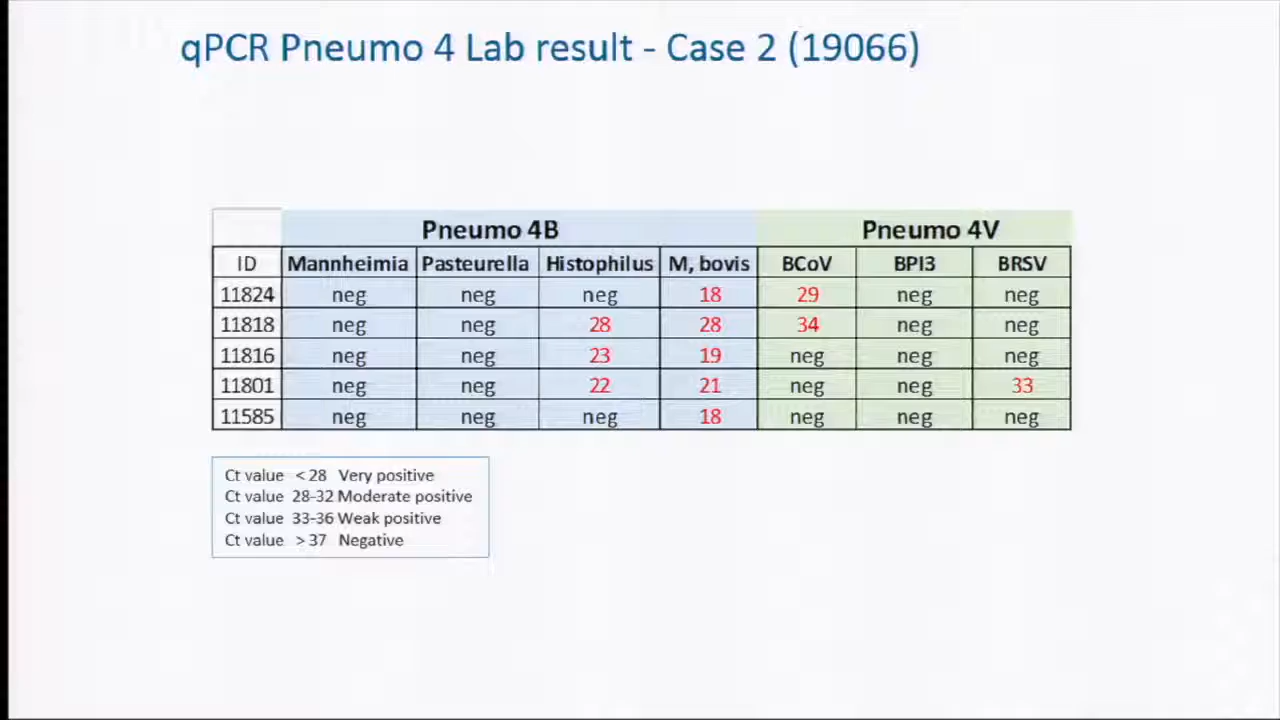 qPCR Pneumo 4 Lab result - Case 2 (19066)
Pneumo 4B Pneumo 4V
ID Mannheimia Pasteurella Histophilus M, bovis BCoV BPI3 BRSV
11824 neg neg neg 18 29 neg neg
11818 neg neg 28 28 34 neg neg
11816 neg neg 23 19 neg neg neg
11801 neg neg 22 21 neg neg 33
11585 neg neg neg 18 neg neg neg
Ct value < 28 Very positive
Ct value 28-32 Moderate positive
Ct value 33-36 Weak positive
Ct value > 37 Negative